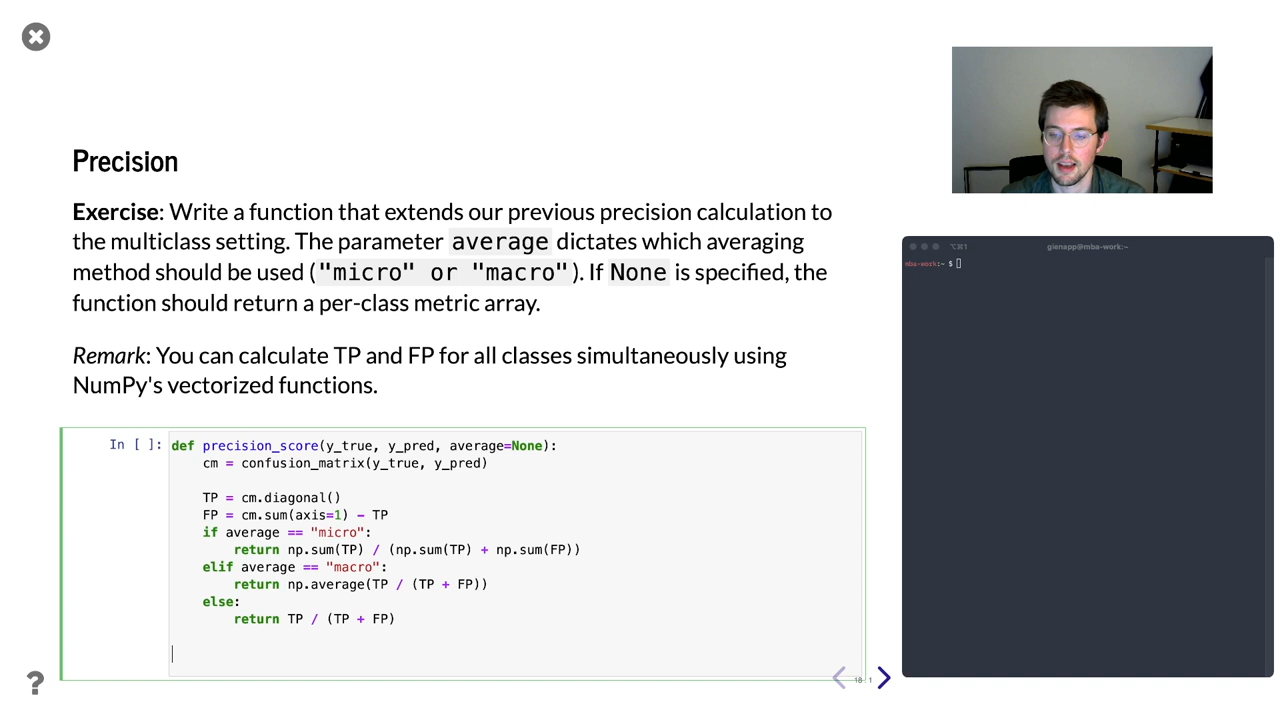 Precision
Exercise: Write a function that extends our previous precision calculation to
the multiclass setting. The parameter average dictates which averaging
method should be used ("micro" or "macro"). If None is specified, the
function should return a per-class metric array.
Remark: You can calculate TP and FP for all classes simultaneously using
NumPy's vectorized functions.
In [ ]: def precision_score(y_true, y_pred, average=None):
cm = confusion_matrix(y_true, y_pred)
TP = cm.diagonal()
FP = cm.sum(axis=1) - TP
if average == "micro":
return np.sum(TP) / (np.sum(TP) + np.sum(FP))
elif average == "macro":
return np.average(TP / (TP + FP))
else:
return TP / (TP + FP)
?
18.1
⌥⌘1
gienapp@mba-work:~
mba-work:~ $